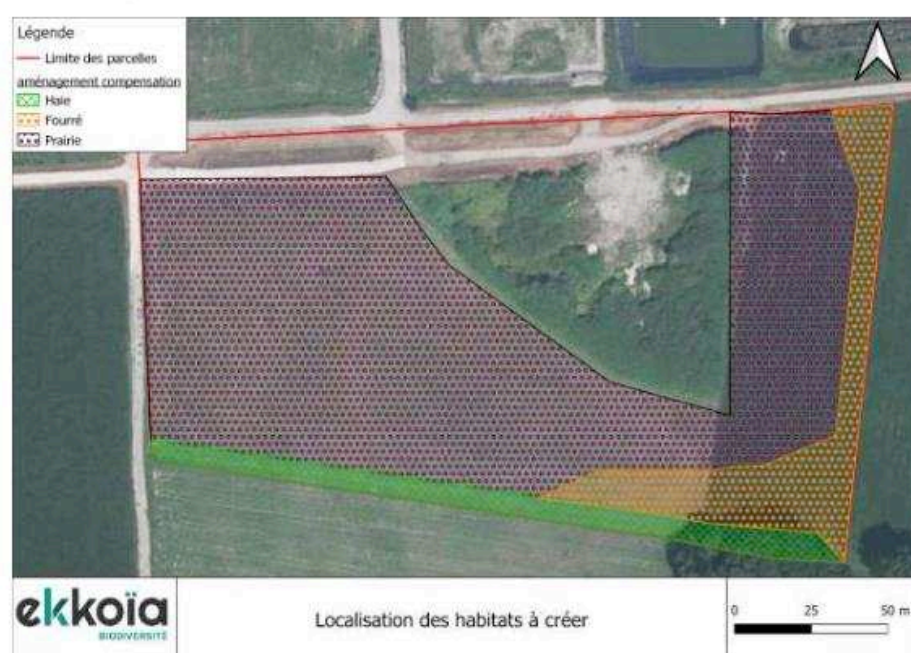 Légende
Limite des parcelles
aménagement compensation
Haie
Fourré
Prairie
ekkoïa
BIODIVERSITÉ
Localisation des habitats à créer
0 25 50 m